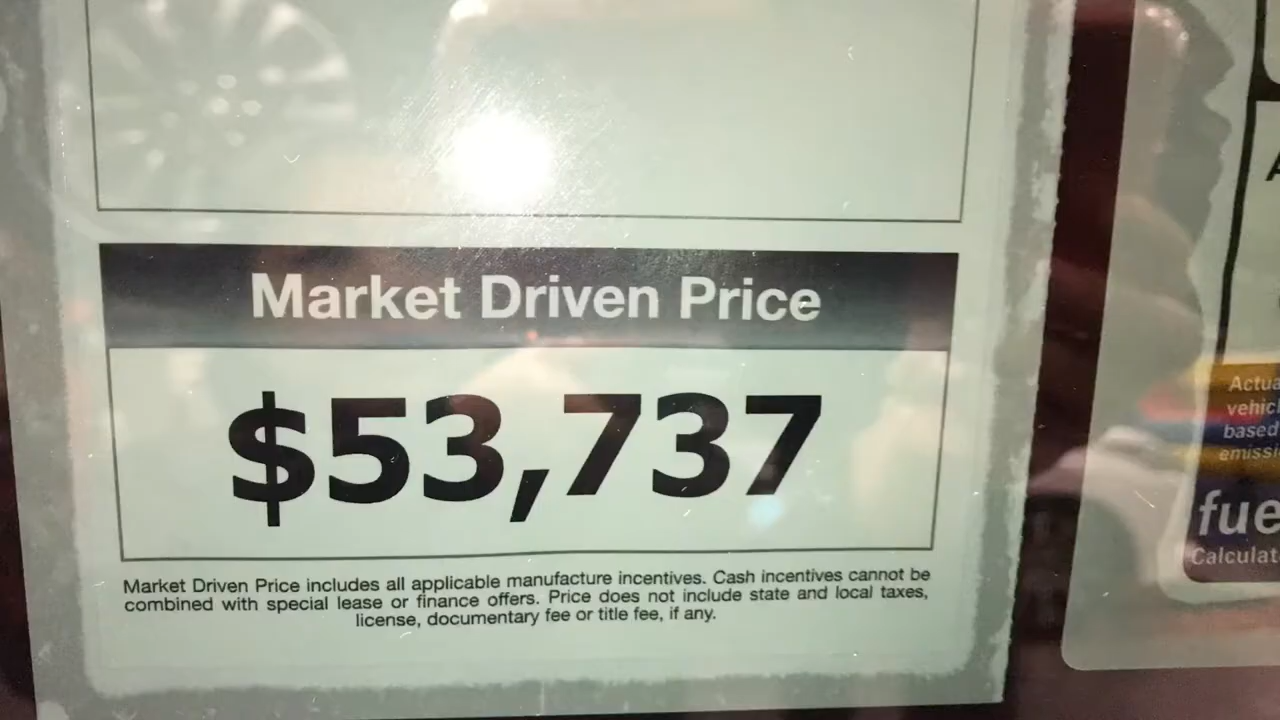 Market Driven Price
$53,737
Market Driven Price includes all applicable manufacture incentives. Cash incentives cannot be
combined with special lease or finance offers. Price does not include state and local taxes,
license, documentary fee or title fee, if any.
based